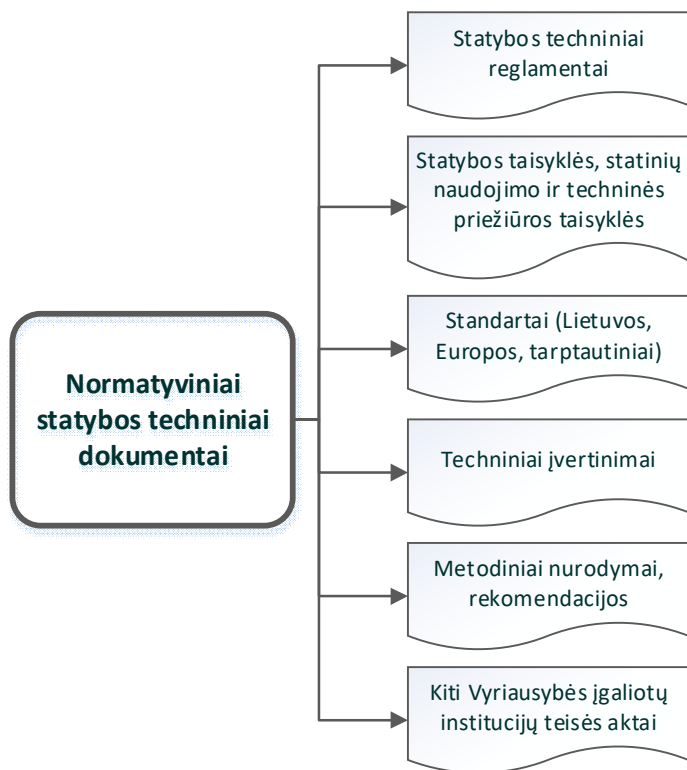 Statybos techniniai
reglamentai
Statybos taisyklės, statinių
naudojimo ir techninės
priežiūros taisyklės
Standartai (Lietuvos,
Europos, tarptautiniai)
Normatyviniai
statybos techniniai
dokumentai
Techniniai įvertinimai
Metodiniai nurodymai,
rekomendacijos
Kiti Vyriausybės įgaliotų
institucijų teisės aktai